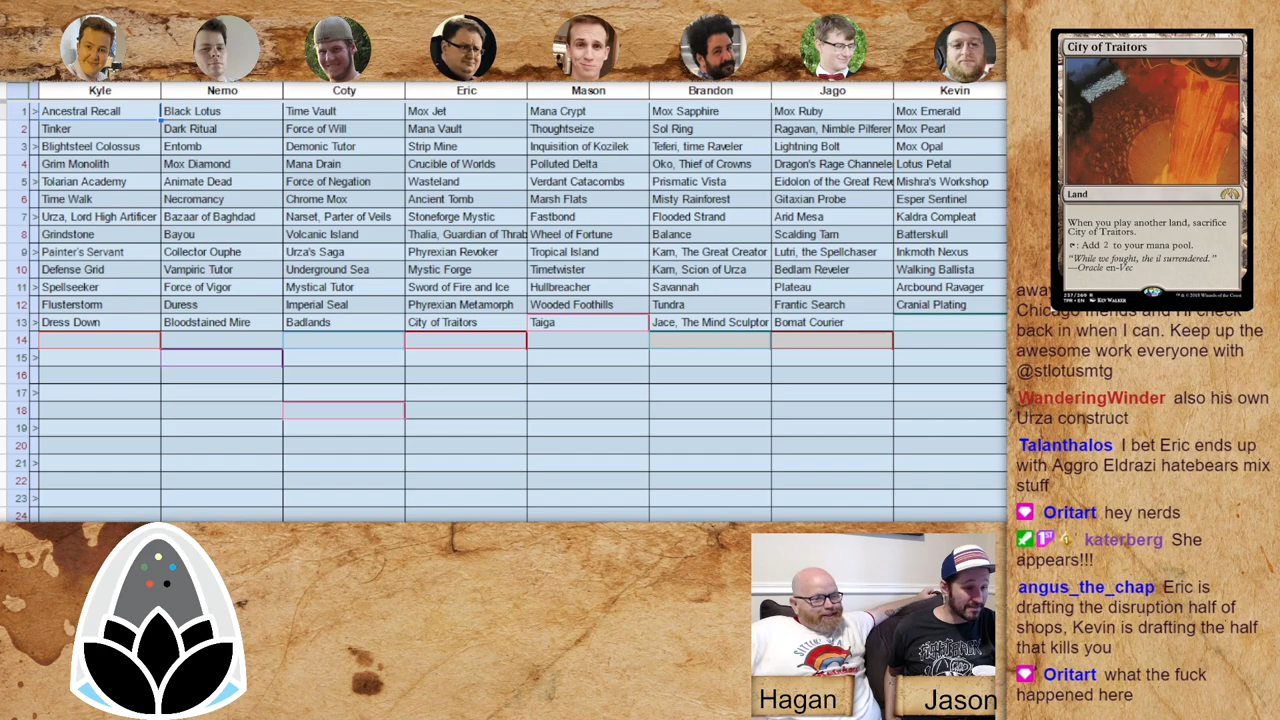 Kyle Nemo Coty Eric Mason Brandon Jago Kevin
1 > Ancestral Recall Black Lotus Time Vault Mox Jet Mana Crypt Mox Sapphire Mox Ruby Mox Emerald
2 Tinker Dark Ritual Force of Will Mana Vault Thoughtseize Sol Ring Ragavan, Nimble Pilferer Mox Pearl
3 > Blightsteel Colossus Entomb Demonic Tutor Strip Mine Inquisition of Kozilek Teferi, time Raveler Lightning Bolt Mox Opal
4 Grim Monolith Mox Diamond Mana Drain Crucible of Worlds Polluted Delta Oko, Thief of Crowns Dragon's Rage Channele Lotus Petal
5 > Tolarian Academy Animate Dead Force of Negation Wasteland Verdant Catacombs Prismatic Vista Eidolon of the Great Rev Mishra's Workshop
6 Time Walk Necromancy Chrome Mox Ancient Tomb Marsh Flats Misty Rainforest Gitaxian Probe Esper Sentinel
7 > Urza, Lord High Artificer Bazaar of Baghdad Narset, Parter of Veils Stoneforge Mystic Fastbond Flooded Strand Arid Mesa Kaldra Compleat
8 Grindstone Bayou Volcanic Island Thalia, Guardian of Thrab Wheel of Fortune Balance Scalding Tarn Batterskull
9 > Painter's Servant Collector Ouphe Urza's Saga Phyrexian Revoker Tropical Island Karn, The Great Creator Lutri, the Spellchaser Inkmoth Nexus
10 Defense Grid Vampiric Tutor Underground Sea Mystic Forge Timetwister Karn, Scion of Urza Bedlam Reveler Walking Ballista
11 > Spellseeker Force of Vigor Mystical Tutor Sword of Fire and Ice Hullbreacher Savannah Plateau Arcbound Ravager
12 Flusterstorm Duress Imperial Seal Phyrexian Metamorph Wooded Foothills Tundra Frantic Search Cranial Plating
13 > Dress Down Bloodstained Mire Badlands City of Traitors Taiga Jace, The Mind Sculptor Bomat Courier
14
15 >
16
17 >
18
19 >
20
21 >
22
23 >
24
City of Traitors
Land
When you play another land, sacrifice
City of Traitors.
: Add 2 to your mana pool.
"While we fought, the il surrendered."
—Oracle en-Vec
237/269 R
TPR • EN KEV WALKER
Chicago friends and I'll check
back in when I can. Keep up the
awesome work everyone with
@stlotusmtg
WanderingWinder also his own
Urza construct
Talanthalos I bet Eric ends up
with Aggro Eldrazi hatebears mix
stuff
Oritart hey nerds
1ST katerberg She
appears!!!
angus_the_chap Eric is
drafting the disruption half of
shops, Kevin is drafting the half
that kills you
Oritart what the fuck
happened here
Hagan
Jason